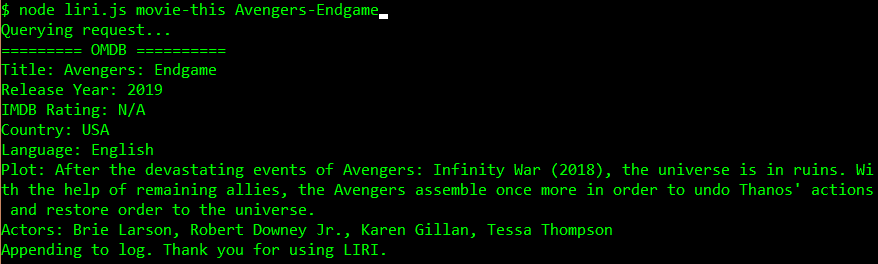 $ node liri.js movie-this Avengers-Endgame
Querying request...
========= OMDB ==========
Title: Avengers: Endgame
Release Year: 2019
IMDB Rating: N/A
Country: USA
Language: English
Plot: After the devastating events of Avengers: Infinity War (2018), the universe is in ruins. Wi
th the help of remaining allies, the Avengers assemble once more in order to undo Thanos' actions
 and restore order to the universe.
Actors: Brie Larson, Robert Downey Jr., Karen Gillan, Tessa Thompson
Appending to log. Thank you for using LIRI.